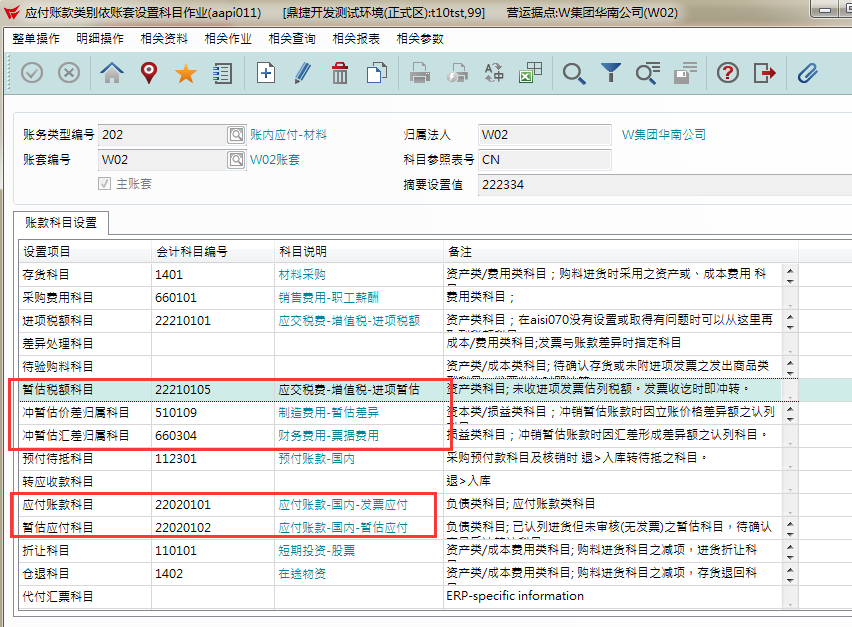 应付账款类别依账套设置科目作业(aapi011) [鼎捷开发测试环境(正式区):t10tst,99] 营运据点:W集团华南公司(W02)
整单操作 明细操作 相关资料 相关作业 相关查询 相关报表 相关参数
账务类型编号 202 账内应付-材料 归属法人 W02 W集团华南公司
账套编号 W02 W02账套 科目参照表号 CN
主账套 摘要设置值 222334
账款科目设置
设置项目 会计科目编号 科目说明 备注
存货科目 1401 材料采购 资产类/费用类科目；购料进货时采用之资产或、成本费用 科
采购费用科目 660101 销售费用-职工薪酬 费用类科目；
进项税额科目 22210101 应交税费-增值税-进项税额 资产类科目；在aisi070没有设置或取得有问题时可以从这里再
差异处理科目 成本/费用类科目;发票与账款差异时指定科目
待验购料科目 资产类/成本类科目; 待确认存货或未附进项发票之发出商品类
暂估税额科目 22210105 应交税费-增值税-进项暂估 资产类科目; 未收进项发票估列税额。发票收讫时即冲转。
冲暂估价差归属科目 510109 制造费用-暂估差异 资本类/损益类科目；冲销暂估账款时因立账价格差异额之认列
冲暂估汇差归属科目 660304 财务费用-票据费用 损益类科目；冲销暂估账款时因汇差形成差异额之认列科目。
预付待抵科目 112301 预付账款-国内 采购预付款科目及核销时 退>入库转待抵之科目。
转应收款科目 退>入库
应付账款科目 22020101 应付账款-国内-发票应付 负债类科目; 应付账款类科目
暂估应付科目 22020102 应付账款-国内-暂估应付 负债类科目; 已认列进货但未审核(无发票)之暂估科目，待确认
折让科目 110101 短期投资-股票 资产类/成本费用类科目; 购料进货科目之减项，进货折让科
仓退科目 1402 在途物资 资产类/成本费用类科目; 购料进货科目之减项，存货退回科
代付汇票科目 ERP-specific information